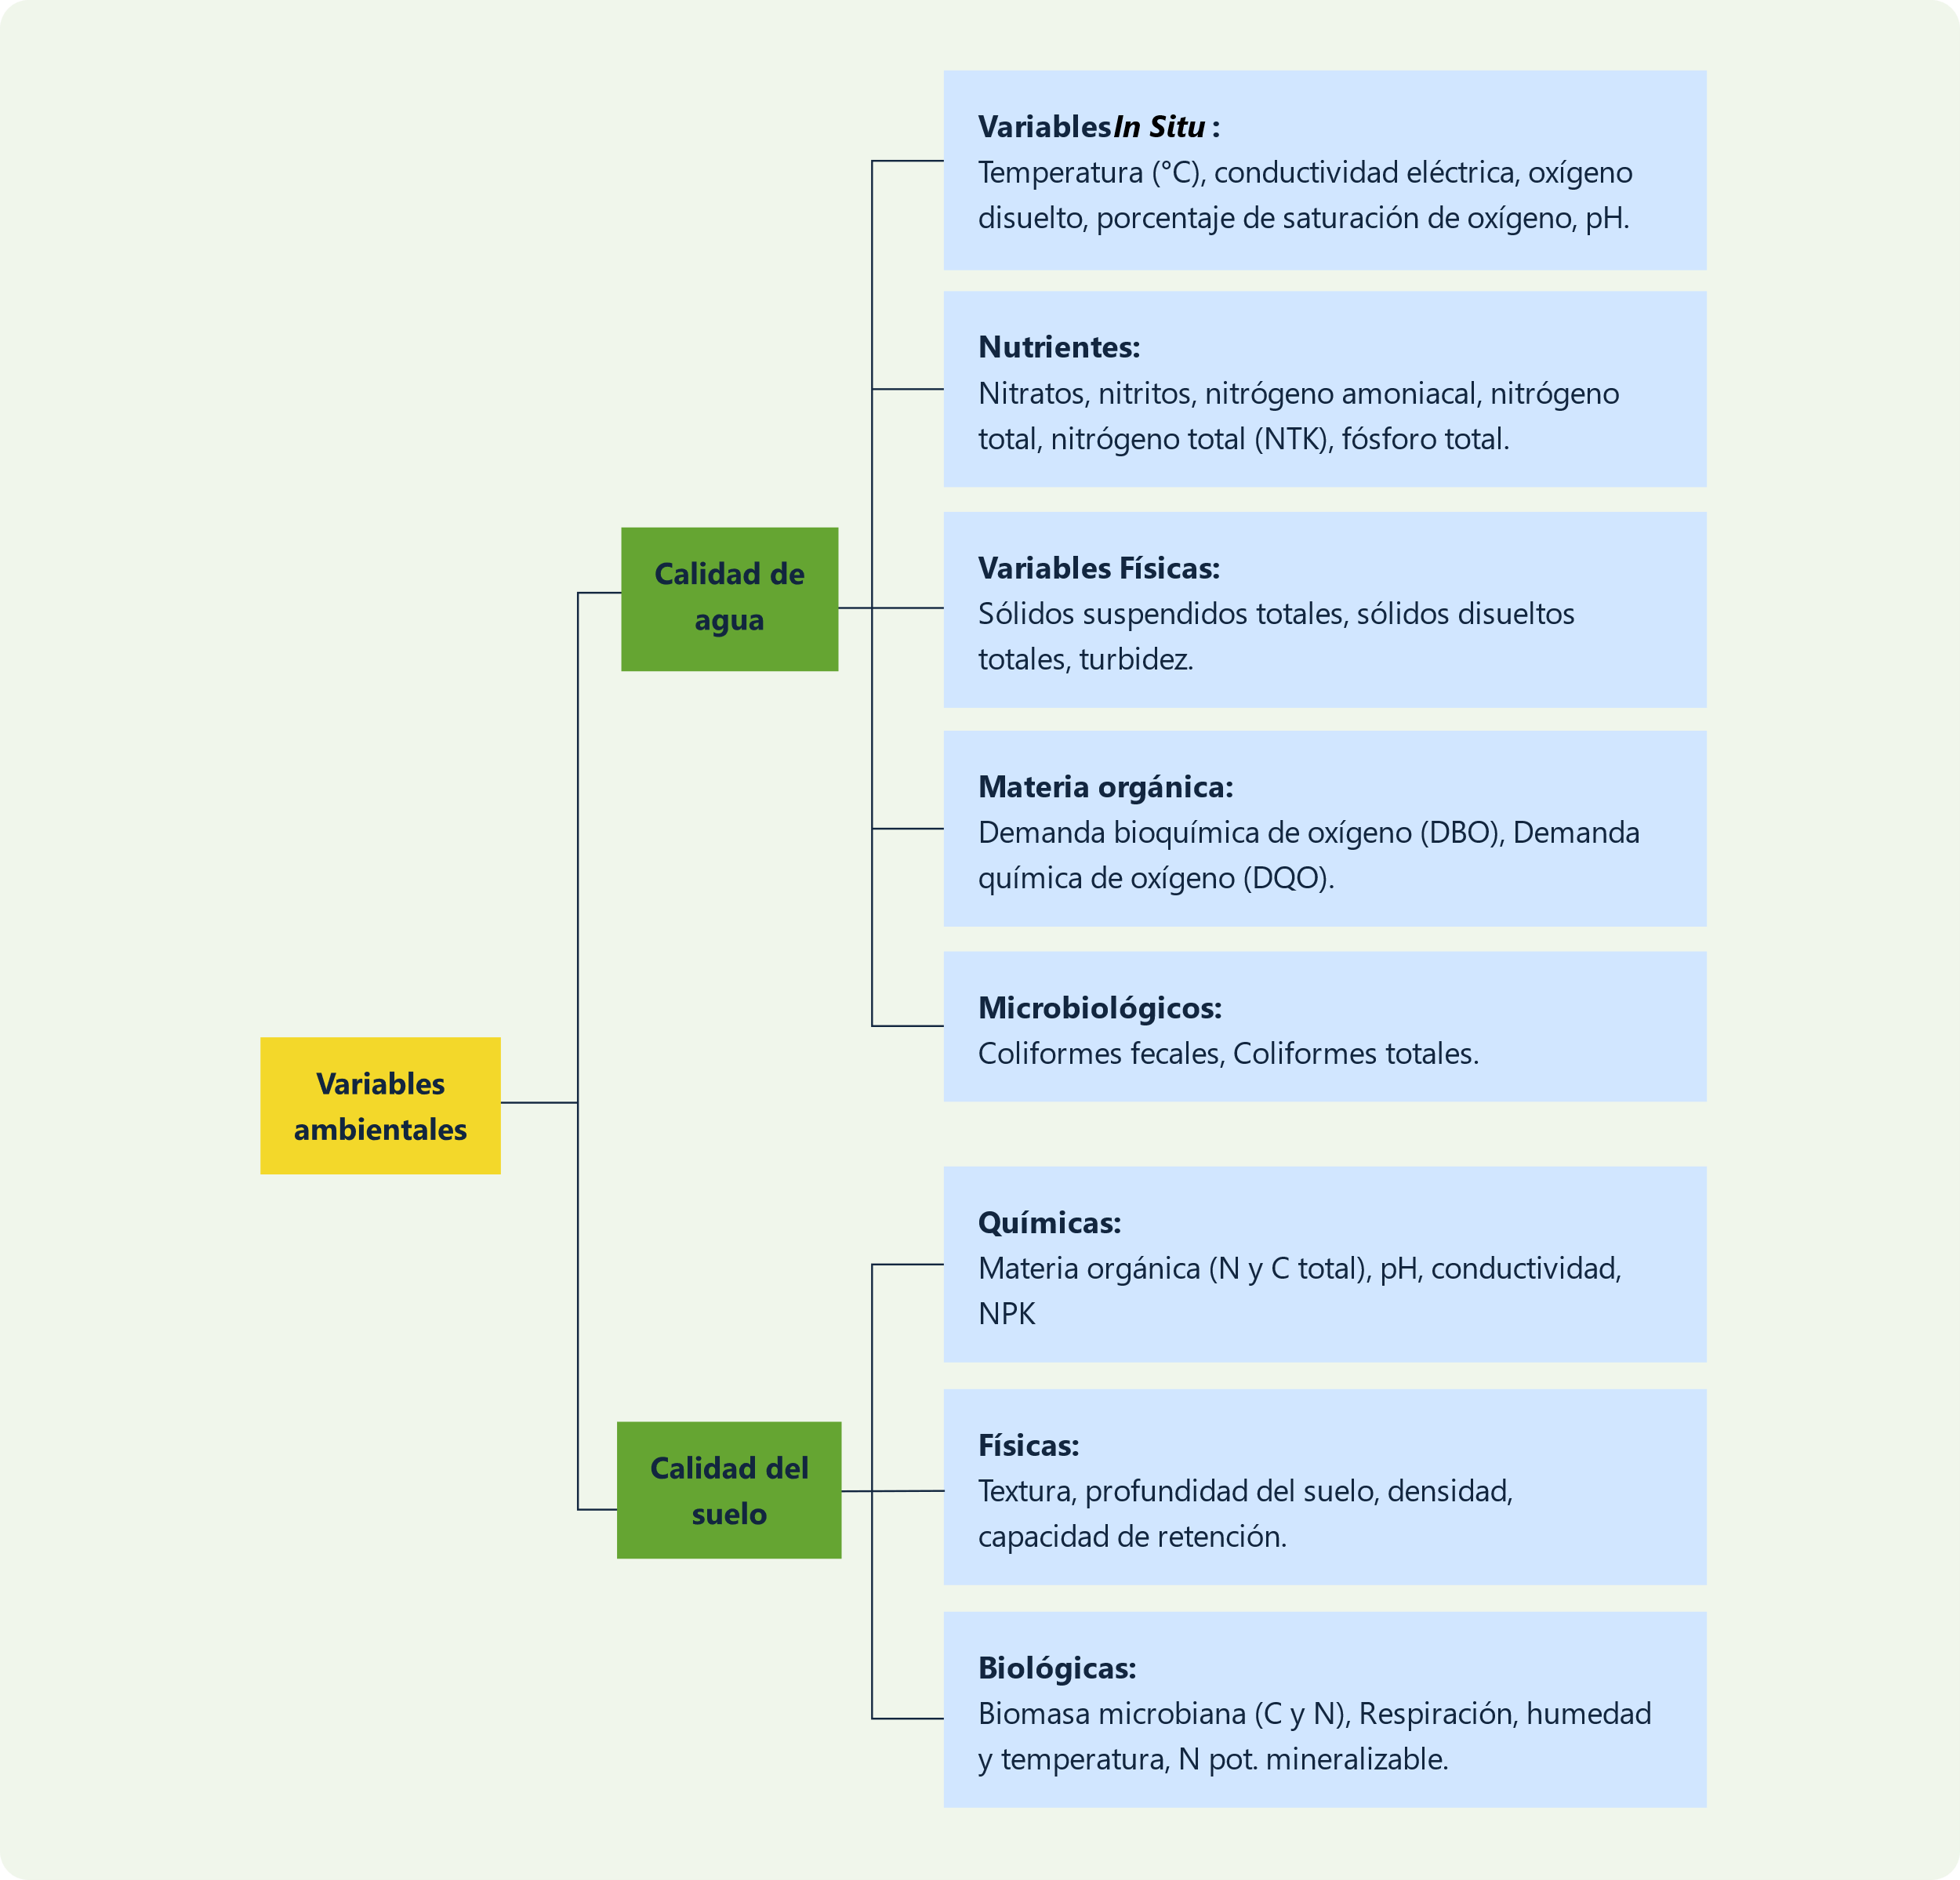 Variables In Situ :
Temperatura (°C), conductividad eléctrica, oxígeno
disuelto, porcentaje de saturación de oxígeno, pH.
Nutrientes:
Nitratos, nitritos, nitrógeno amoniacal, nitrógeno
total, nitrógeno total (NTK), fósforo total.
Calidad de
agua
Variables Físicas:
Sólidos suspendidos totales, sólidos disueltos
totales, turbidez.
Materia orgánica:
Demanda bioquímica de oxígeno (DBO), Demanda
química de oxígeno (DQO).
Microbiológicos:
Coliformes fecales, Coliformes totales.
Variables
ambientales
Químicas:
Materia orgánica (N y C total), pH, conductividad,
NPK
Calidad del
suelo
Físicas:
Textura, profundidad del suelo, densidad,
capacidad de retención.
Biológicas:
Biomasa microbiana (C y N), Respiración, humedad
y temperatura, N pot. mineralizable.